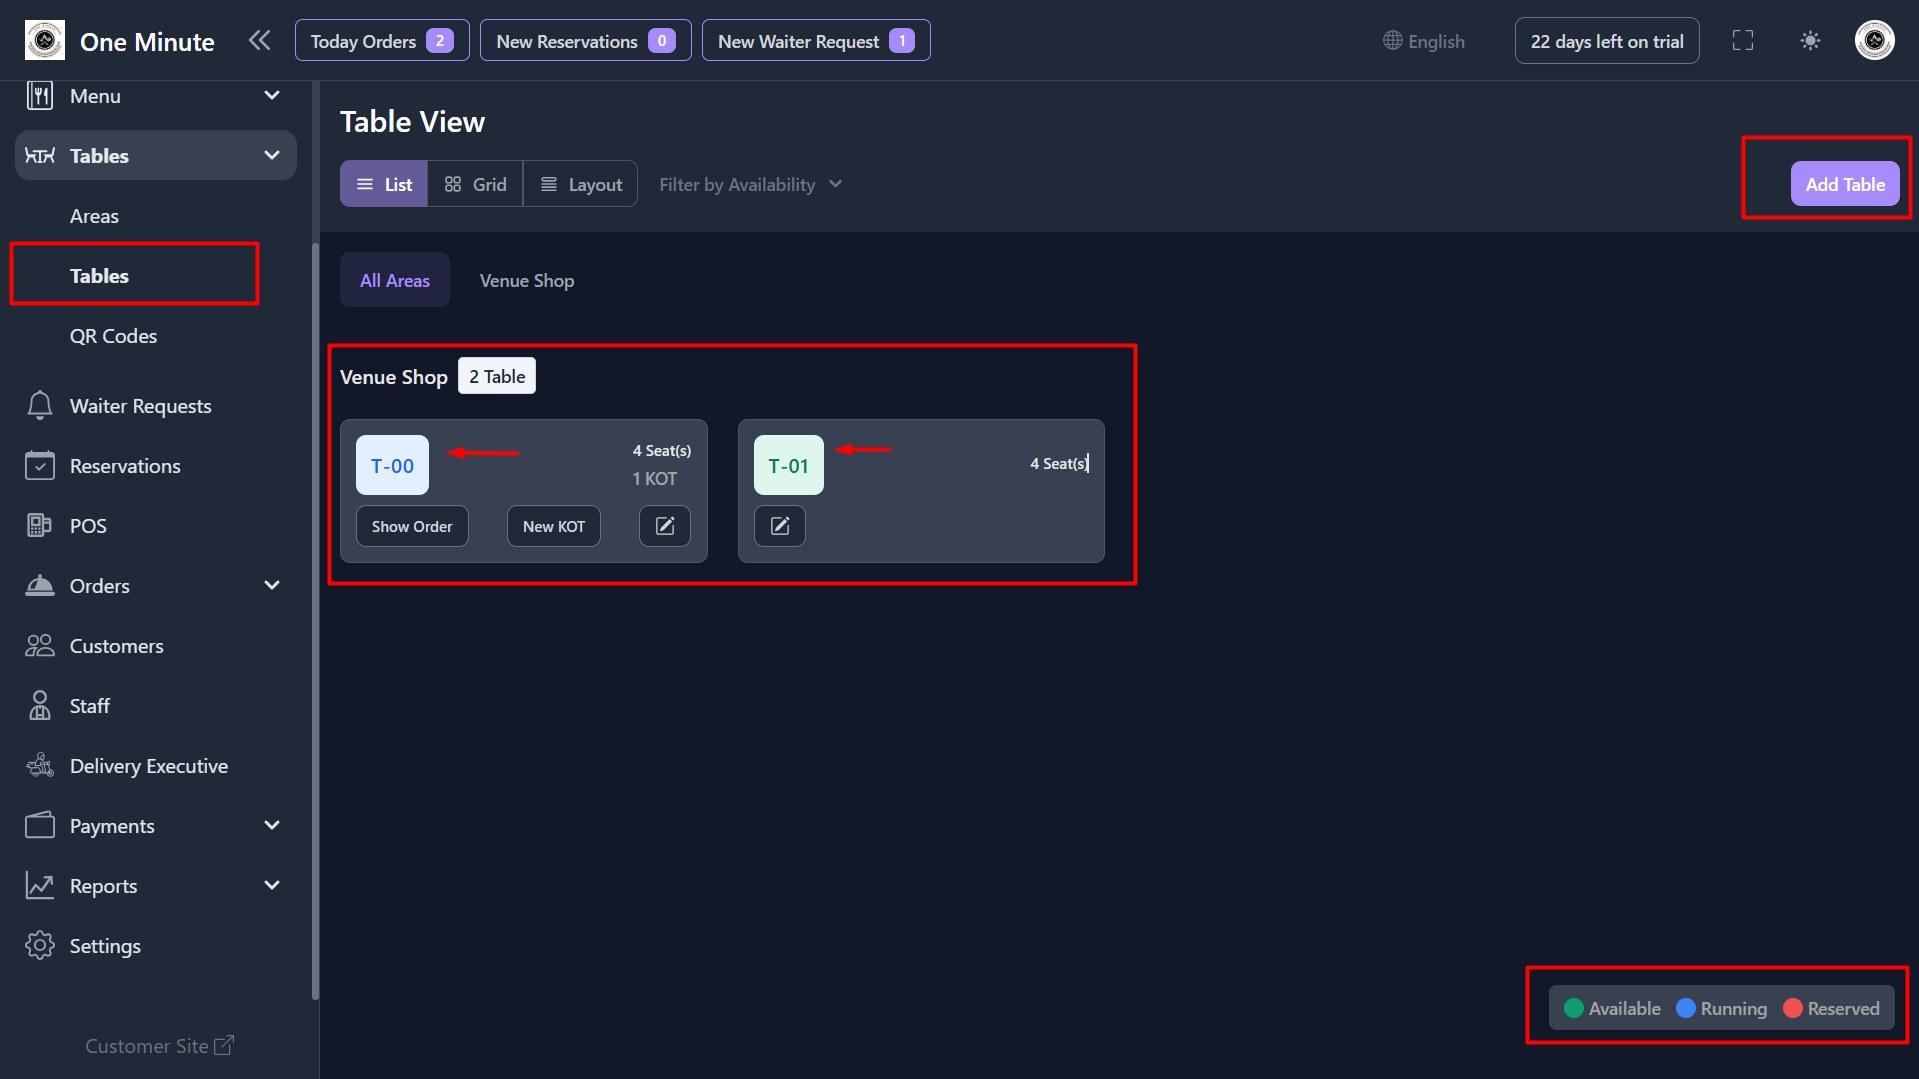 One Minute
Today Orders 2
New Reservations 0
New Waiter Request 1
English
22 days left on trial
Menu
Tables
Areas
Tables
QR Codes
Waiter Requests
Reservations
POS
Orders
Customers
Staff
Delivery Executive
Payments
Reports
Settings
Customer Site
Table View
List
Grid
Layout
Filter by Availability
Add Table
All Areas
Venue Shop
Venue Shop 2 Table
T-00
4 Seat(s)
1 KOT
Show Order
New KOT
T-01
4 Seat(s)
Available
Running
Reserved